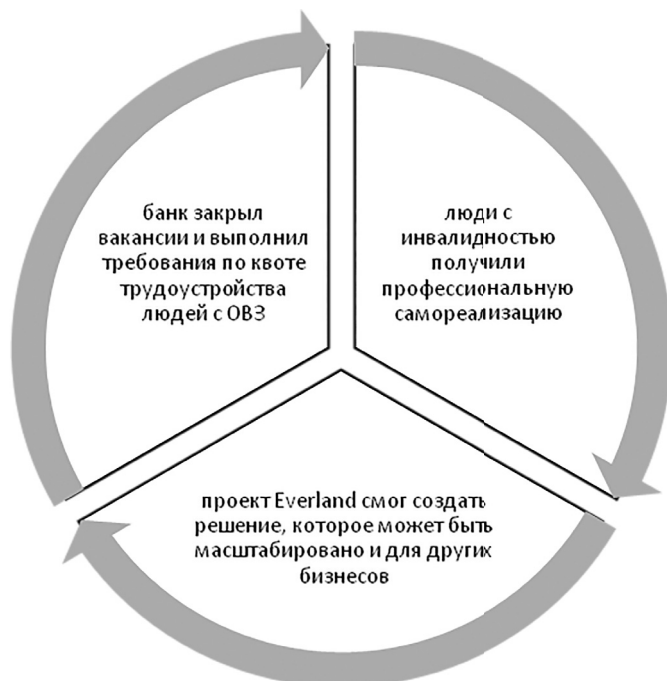 банк закрыл
вакансии и выполнил
требования по квоте
трудоустройства
людей с ОВЗ
люди с
инвалидностью
получили
профессиональную
самореализацию
проект Everland смог создать
решение, которое может быть
масштабировано и для других
бизнесов